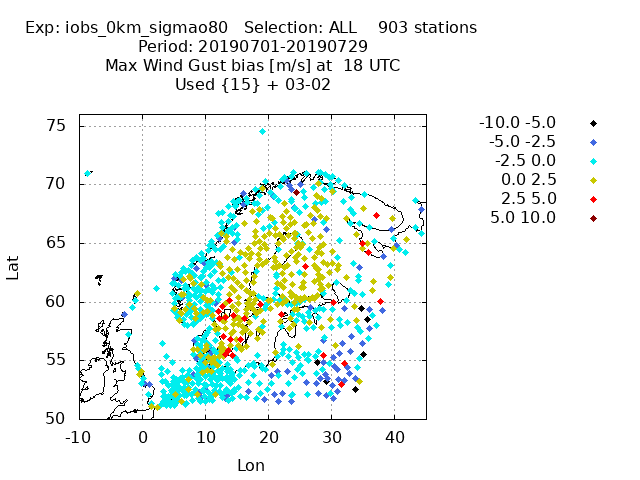 Exp: iobs_0km_sigmao80   Selection: ALL    903 stations
Period: 20190701-20190729
Max Wind Gust bias [m/s] at  18 UTC
Used {15} + 03-02
-10.0 -5.0
-5.0 -2.5
-2.5 0.0
0.0 2.5
2.5 5.0
5.0 10.0
75
70
65
60
55
50
Lat
-10 0 10 20 30 40
Lon